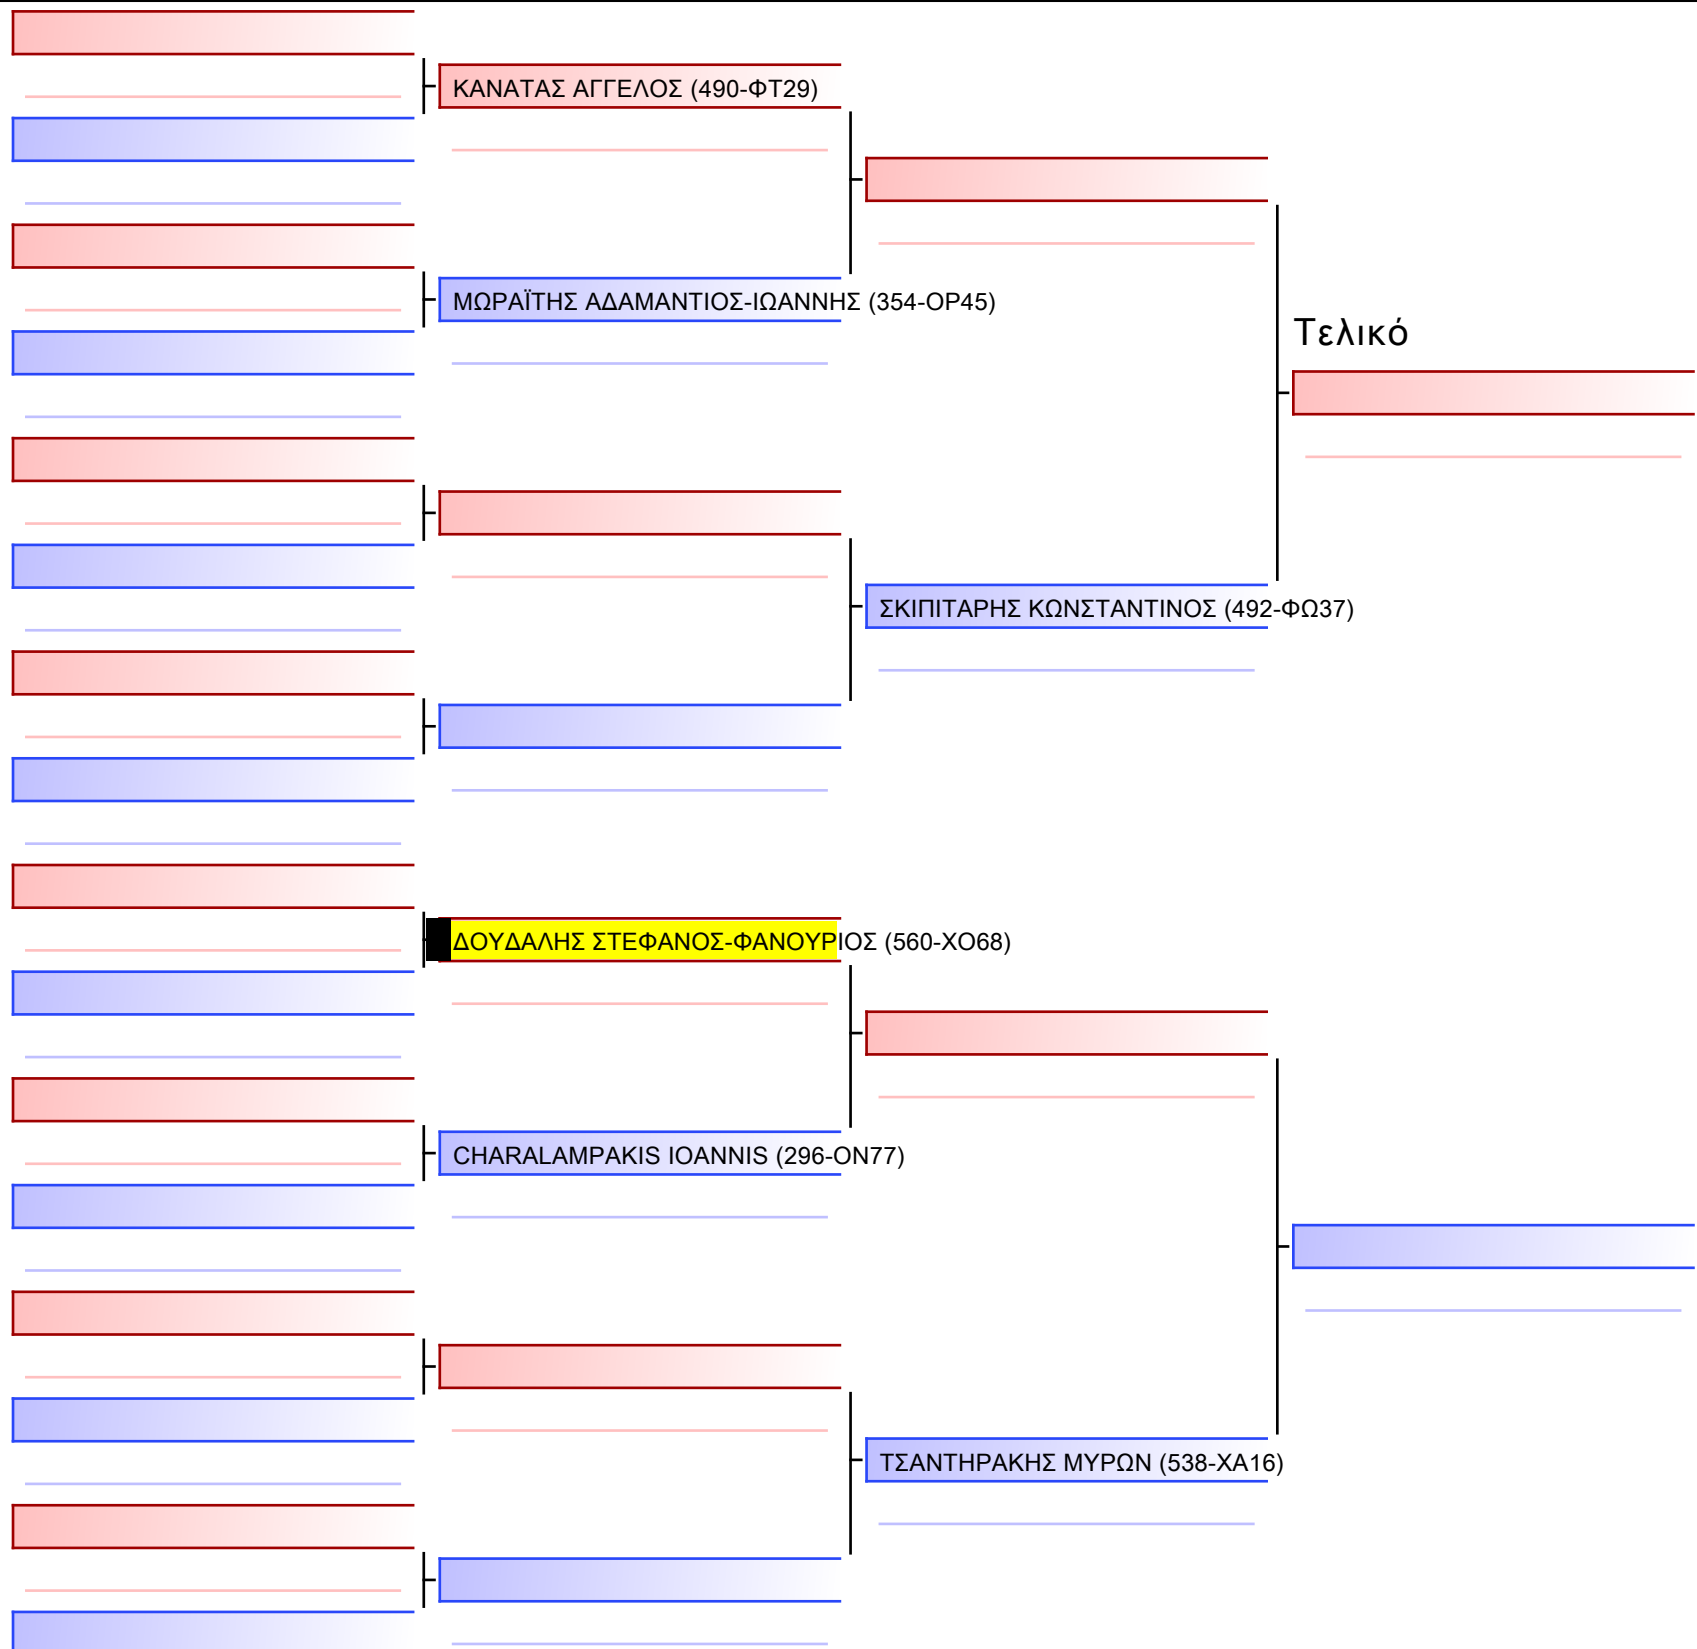 ΚΑΝΑΤΑΣ ΑΓΓΕΛΟΣ (490-ΦΤ29)
ΜΩΡΑΪΤΗΣ ΑΔΑΜΑΝΤΙΟΣ-ΙΩΑΝΝΗΣ (354-ΟΡ45)
Τελικό
ΣΚΙΠΙΤΑΡΗΣ ΚΩΝΣΤΑΝΤΙΝΟΣ (492-ΦΩ37)
ΔΟΥΔΑΛΗΣ ΣΤΕΦΑΝΟΣ-ΦΑΝΟΥΡΙΟΣ (560-ΧΟ68)
CHARALAMPAKIS IOANNIS (296-ΟΝ77)
ΤΣΑΝΤΗΡΑΚΗΣ ΜΥΡΩΝ (538-ΧΑ16)